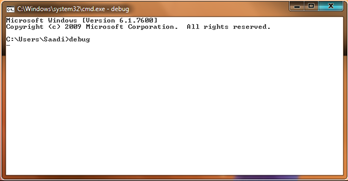 C:\Windows\system32\cmd.exe - debug
Microsoft Windows [Version 6.1.7600]
Copyright (c) 2009 Microsoft Corporation.  All rights reserved.
C:\Users\Saadi>debug
-